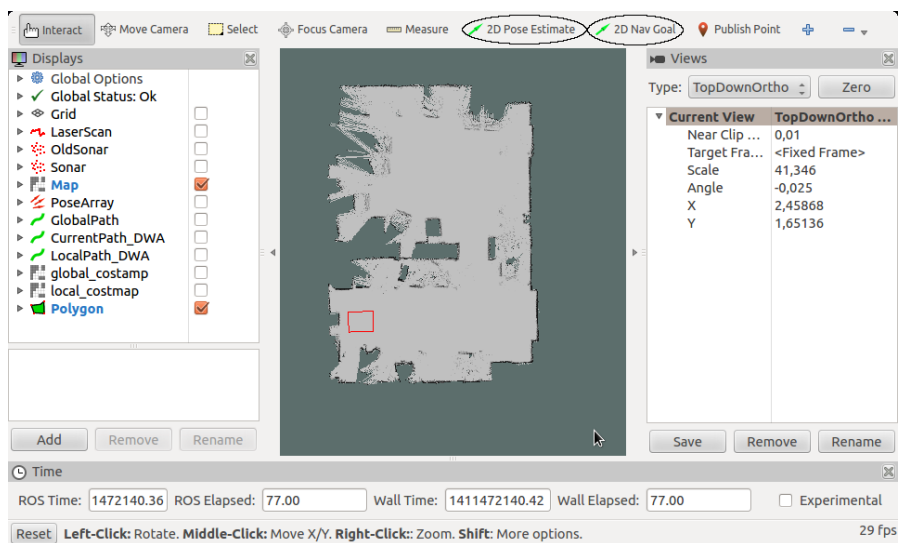 Interact Move Camera Select Focus Camera Measure 2D Pose Estimate 2D Nav Goal Publish Point
Displays
Global Options
Global Status: Ok
Grid
LaserScan
OldSonar
Sonar
Map
PoseArray
GlobalPath
CurrentPath_DWA
LocalPath_DWA
global_costamp
local_costmap
Polygon
Add Remove Rename
Views
Type: TopDownOrtho Zero
Current View TopDownOrtho ...
Near Clip ... 0,01
Target Fra... <Fixed Frame>
Scale 41,346
Angle -0,025
X 2,45868
Y 1,65136
Save Remove Rename
Time
ROS Time: 1472140.36 ROS Elapsed: 77.00 Wall Time: 1411472140.42 Wall Elapsed: 77.00 Experimental
Reset Left-Click: Rotate. Middle-Click: Move X/Y. Right-Click:: Zoom. Shift: More options. 29 fps